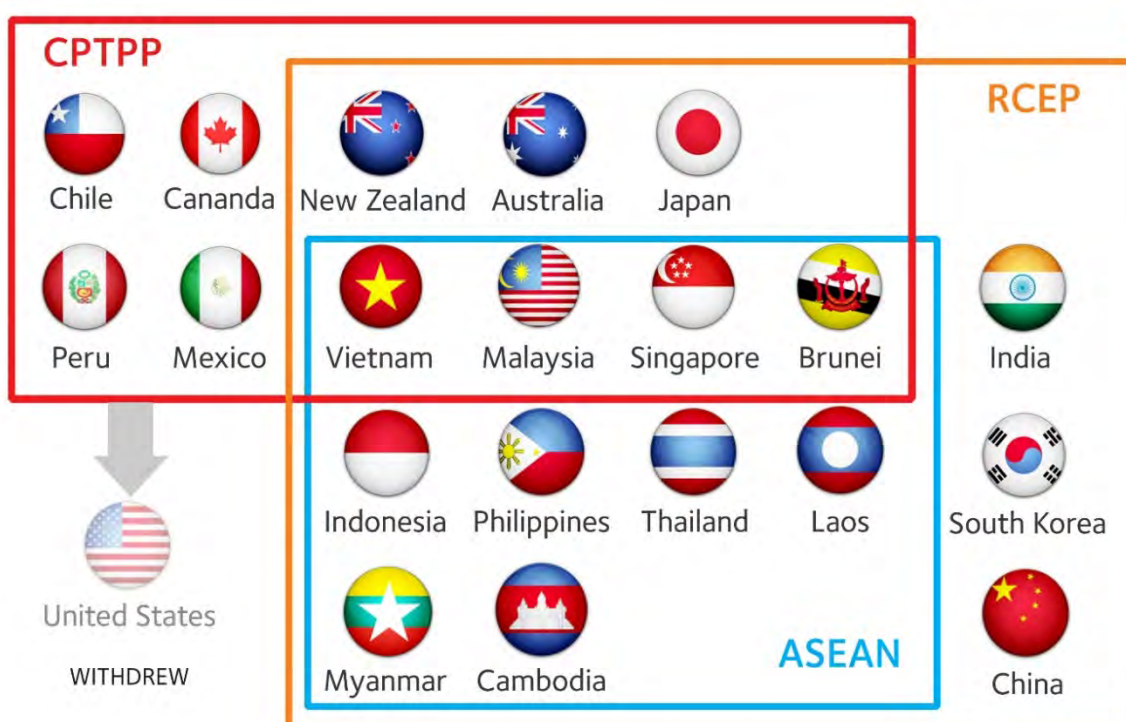 CPTPP
RCEP
Chile Cananda New Zealand Australia Japan
Peru Mexico Vietnam Malaysia Singapore Brunei India
Indonesia Philippines Thailand Laos South Korea
United States
WITHDREW
Myanmar Cambodia ASEAN China